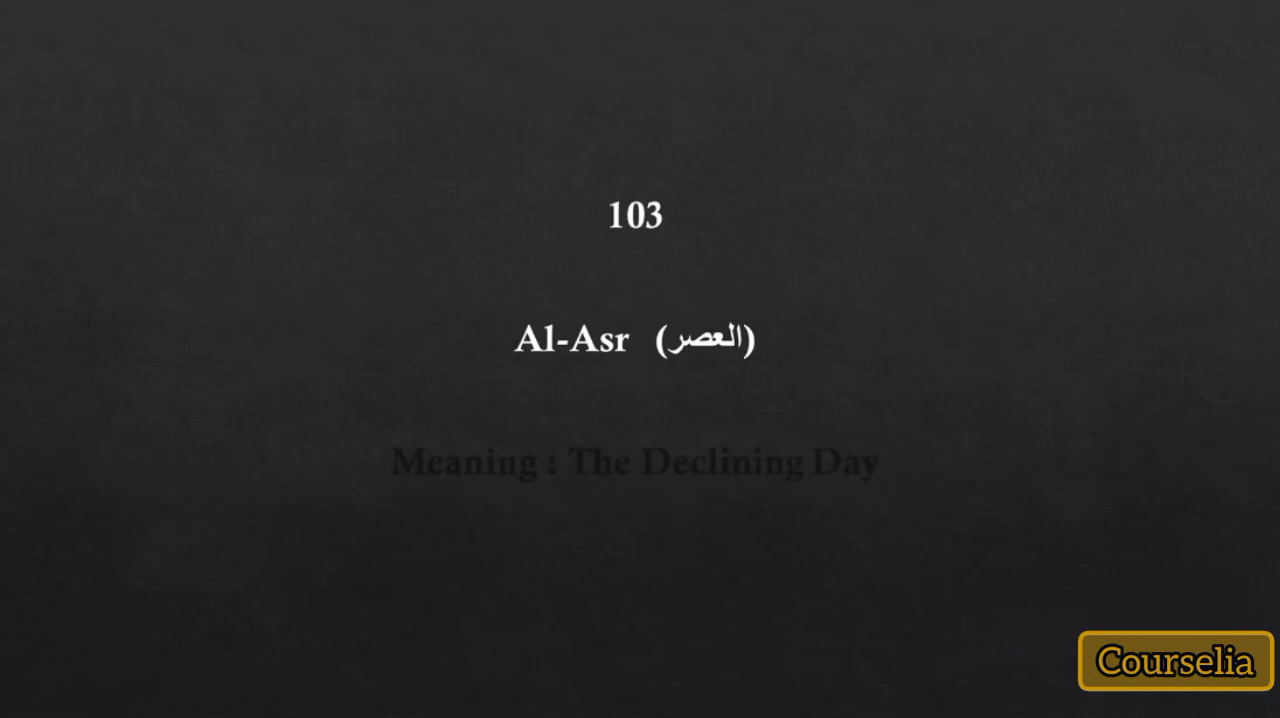 103
Al-Asr (العصر)
Meaning : The Declining Day
Courselia